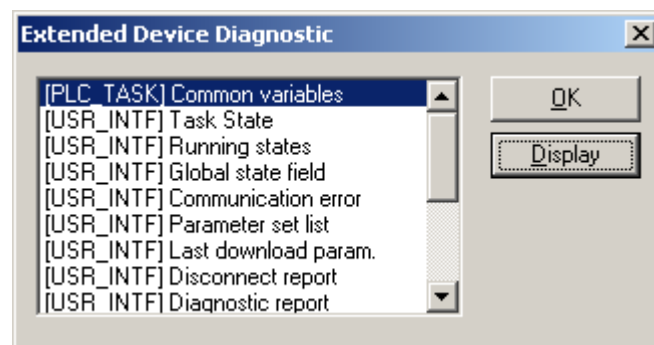 Extended Device Diagnostic
[PLC_TASK] Common variables
[USR_INTF] Task State
[USR_INTF] Running states
[USR_INTF] Global state field
[USR_INTF] Communication error
[USR_INTF] Parameter set list
[USR_INTF] Last download param.
[USR_INTF] Disconnect report
[USR_INTF] Diagnostic report
OK
Display